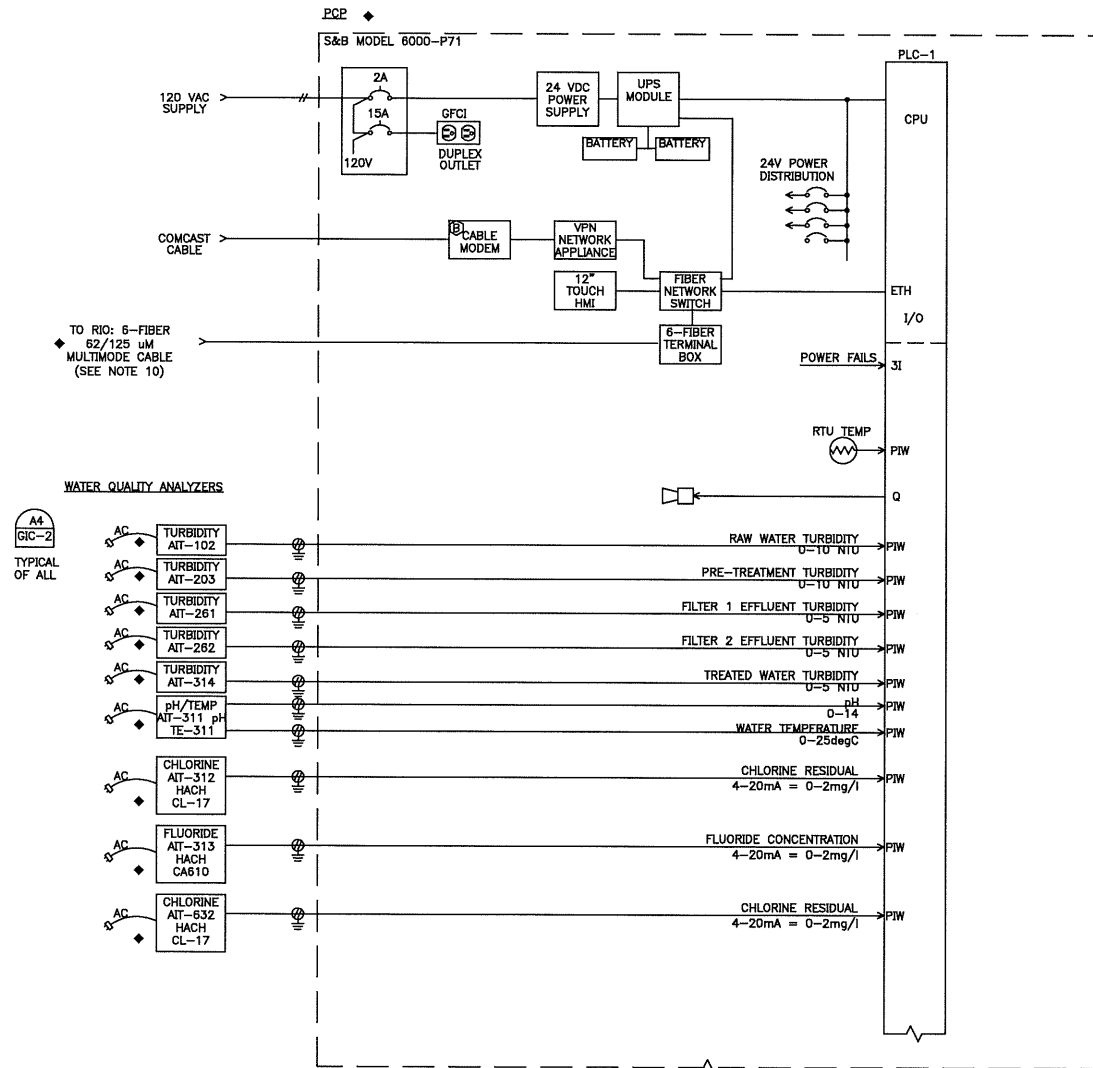 PCP
S&B MODEL 6000-P71
PLC-1
120 VAC
SUPPLY
2A
15A
120V
GFCI
DUPLEX
OUTLET
24 VDC
POWER
SUPPLY
UPS
MODULE
BATTERY
BATTERY
CPU
24V POWER
DISTRIBUTION
COMCAST
CABLE
B
CABLE
MODEM
VPN
NETWORK
APPLIANCE
12"
TOUCH
HMI
FIBER
NETWORK
SWITCH
ETH
I/O
TO RIO: 6-FIBER
62/125 uM
MULTIMODE CABLE
(SEE NOTE 10)
6-FIBER
TERMINAL
BOX
POWER FAILS
3I
RTU TEMP
PIW
Q
WATER QUALITY ANALYZERS
A4
GIC-2
TYPICAL
OF ALL
AC
TURBIDITY
AIT-102
RAW WATER TURBIDITY
0-10 NTU
PIW
AC
TURBIDITY
AIT-203
PRE-TREATMENT TURBIDITY
0-10 NTU
PIW
AC
TURBIDITY
AIT-261
FILTER 1 EFFLUENT TURBIDITY
0-5 NTU
PIW
AC
TURBIDITY
AIT-262
FILTER 2 EFFLUENT TURBIDITY
0-5 NTU
PIW
AC
TURBIDITY
AIT-314
TREATED WATER TURBIDITY
0-5 NTU
PIW
AC
pH/TEMP
AIT-311 pH
TE-311
pH
0-14
PIW
WATER TEMPERATURE
0-25degC
PIW
AC
CHLORINE
AIT-312
HACH
CL-17
CHLORINE RESIDUAL
4-20mA = 0-2mg/l
PIW
AC
FLUORIDE
AIT-313
HACH
CA610
FLUORIDE CONCENTRATION
4-20mA = 0-2mg/l
PIW
AC
CHLORINE
AIT-632
HACH
CL-17
CHLORINE RESIDUAL
4-20mA = 0-2mg/l
PIW